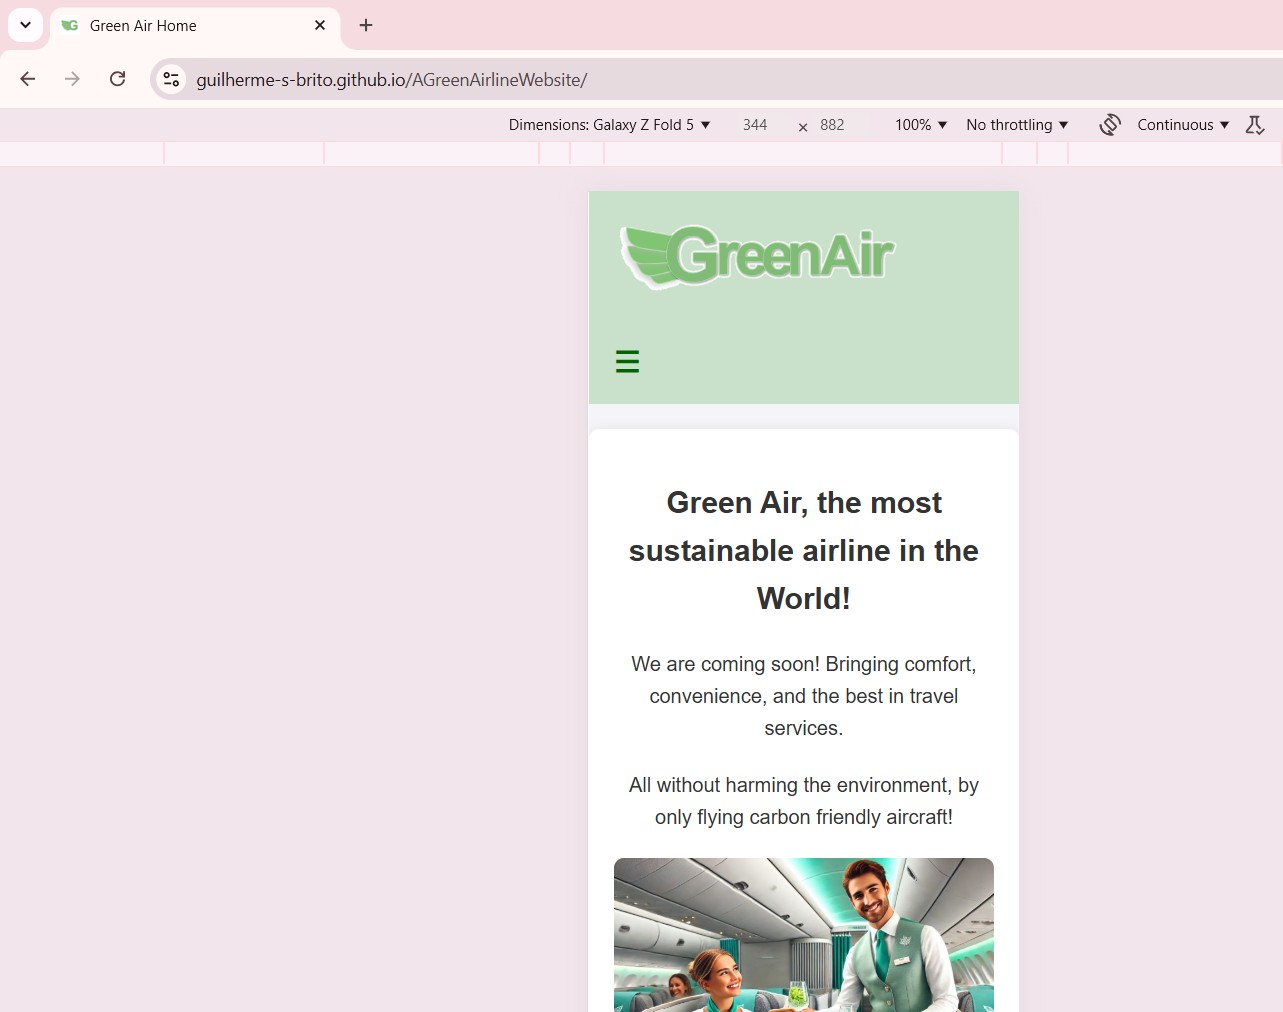 Green Air Home
guilherme-s-brito.github.io/AGreenAirlineWebsite/
Dimensions: Galaxy Z Fold 5 344 × 882 100% No throttling Continuous
GreenAir
Green Air, the most
sustainable airline in the
World!
We are coming soon! Bringing comfort,
convenience, and the best in travel
services.
All without harming the environment, by
only flying carbon friendly aircraft!